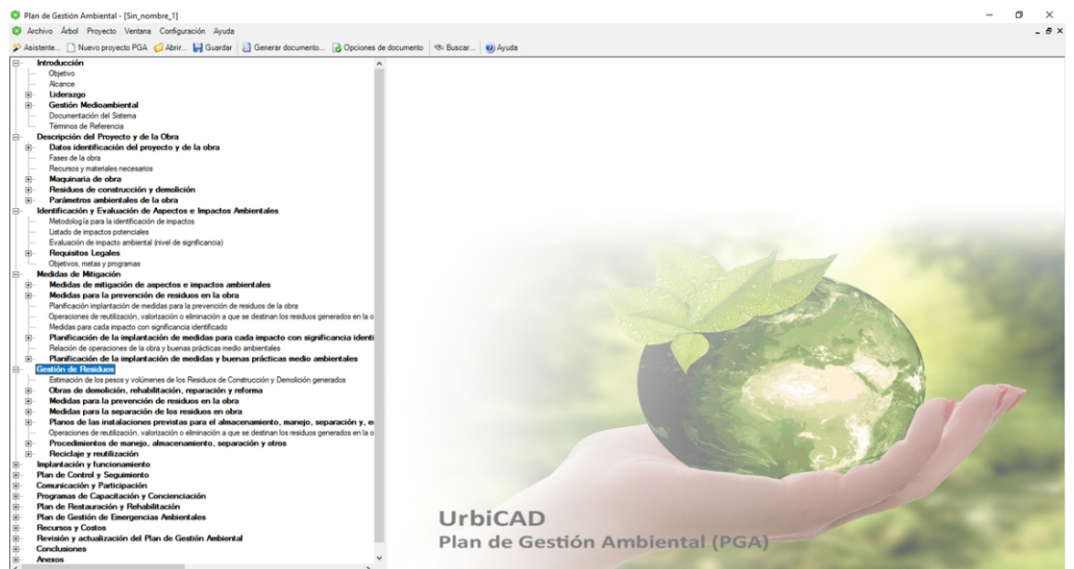 Plan de Gestión Ambiental - [Sin_nombre_1]
Archivo Árbol Proyecto Ventana Configuración Ayuda
Asistente... Nuevo proyecto PGA Abrir... Guardar Generar documento... Opciones de documento Buscar... Ayuda
Introducción
Objetivo
Alcance
Liderazgo
Gestión Medioambiental
Documentación del Sistema
Términos de Referencia
Descripción del Proyecto y de la Obra
Datos identificación del proyecto y de la obra
Fases de la obra
Recursos y materiales necesarios
Maquinaria de obra
Residuos de construcción y demolición
Parámetros ambientales de la obra
Identificación y Evaluación de Aspectos e Impactos Ambientales
Metodología para la identificación de impactos
Listado de impactos potenciales
Evaluación de impacto ambiental (nivel de significancia)
Requisitos Legales
Objetivos, metas y programas
Medidas de Mitigación
Medidas de mitigación de aspectos e impactos ambientales
Medidas para la prevención de residuos en la obra
Planificación implantación de medidas para la prevención de residuos de la obra
Operaciones de reutilización, valorización o eliminación a que se destinan los residuos generados en la o
Medidas para cada impacto con significancia identificado
Planificación de la implantación de medidas para cada impacto con significancia identi
Relación de operaciones de la obra y buenas prácticas medio ambientales
Planificación de la implantación de medidas y buenas prácticas medio ambientales
Gestión de Residuos
Estimación de los pesos y volúmenes de los Residuos de Construcción y Demolición generados
Obras de demolición, rehabilitación, reparación y reforma
Medidas para la prevención de residuos en la obra
Medidas para la separación de los residuos en obra
Planos de las instalaciones previstas para el almacenamiento, manejo, separación y, e
Operaciones de reutilización, valorización o eliminación a que se destinan los residuos generados en la o
Procedimientos de manejo, almacenamiento, separación y otros
Reciclaje y reutilización
Implantación y funcionamiento
Plan de Control y Seguimiento
Comunicación y Participación
Programas de Capacitación y Concienciación
Plan de Restauración y Rehabilitación
Plan de Gestión de Emergencias Ambientales
Recursos y Costos
Revisión y actualización del Plan de Gestión Ambiental
Conclusiones
Anexos
UrbiCAD
Plan de Gestión Ambiental (PGA)